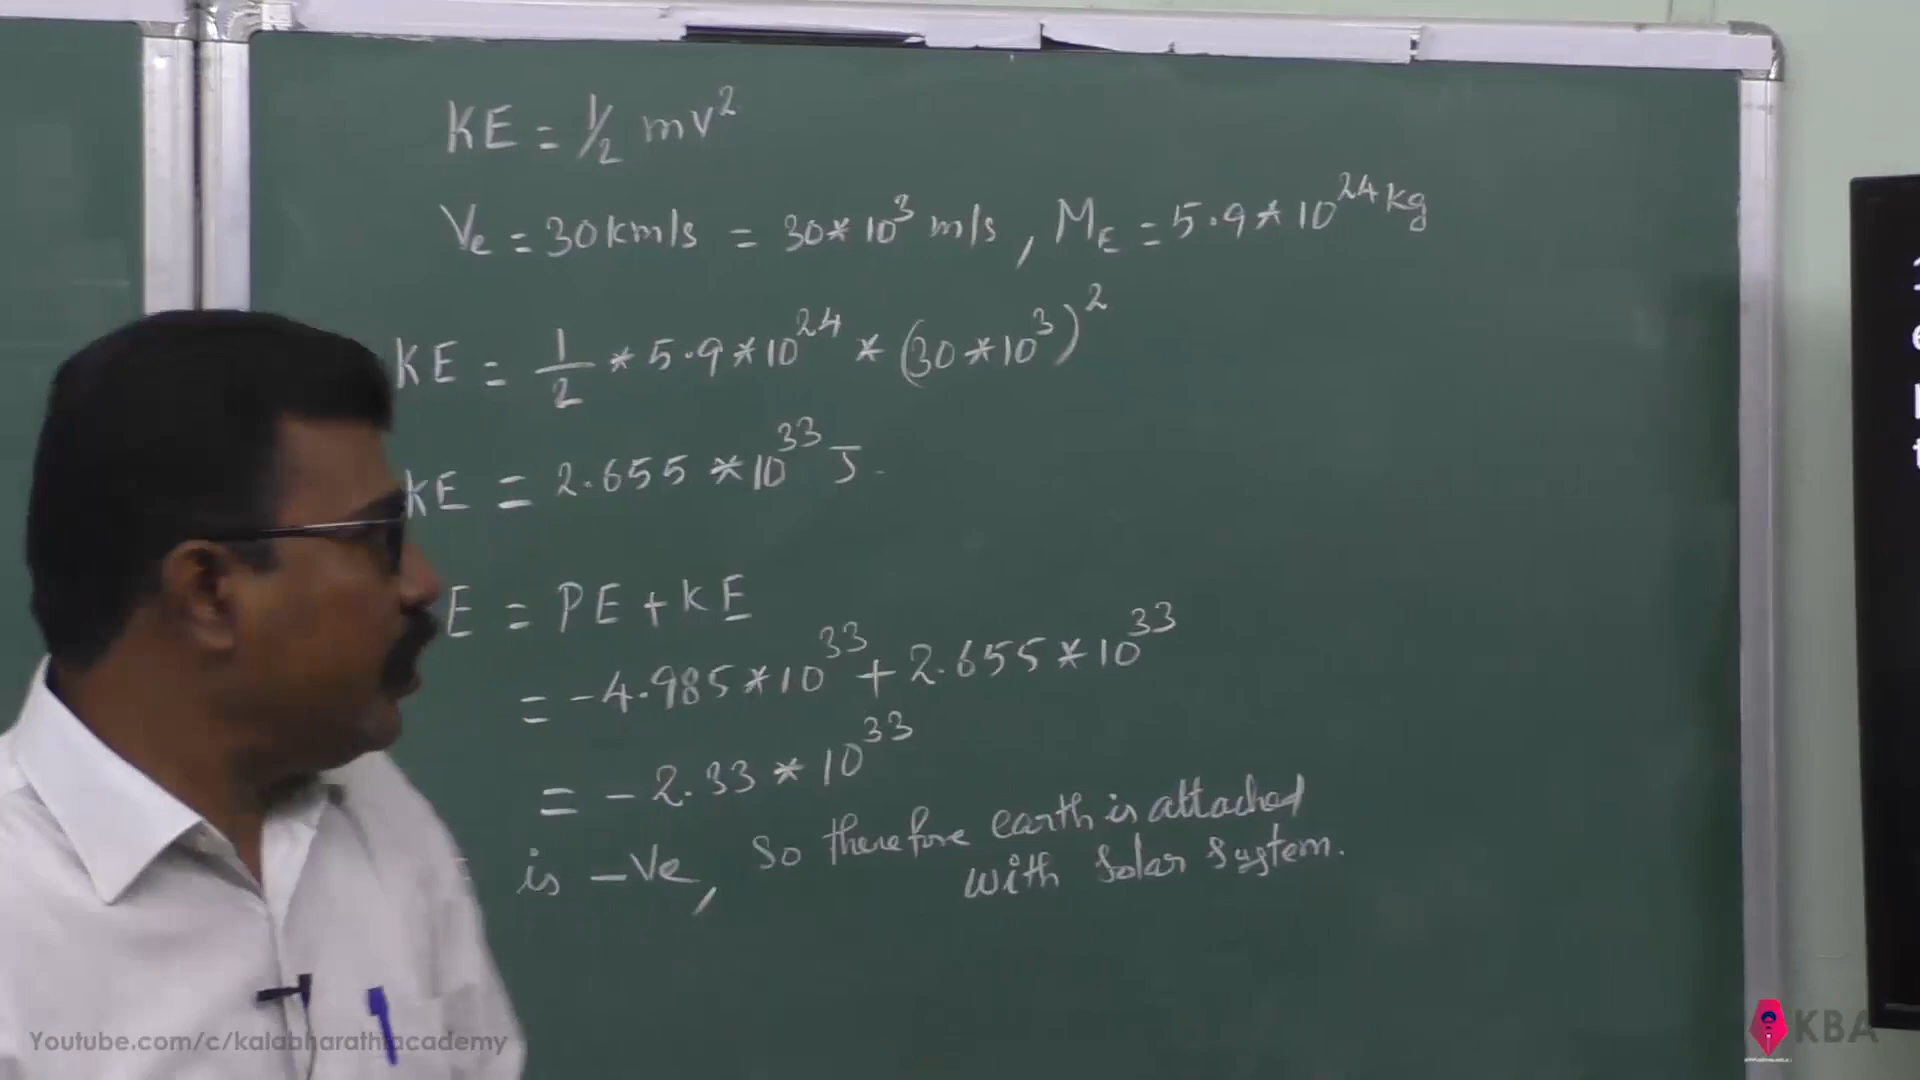 KE = 1/2 mv²
Ve = 30 km/s = 30 * 10³ m/s , M_E = 5.9 * 10²⁴ kg
KE = 1/2 * 5.9 * 10²⁴ * (30 * 10³)²
KE = 2.655 * 10³³ J.
E = PE + KE
= -4.985 * 10³³ + 2.655 * 10³³
= -2.33 * 10³³
is -ve, So therefore earth is attached
with Solar System.
Youtube.com/c/kalabharathiacademy
KBA